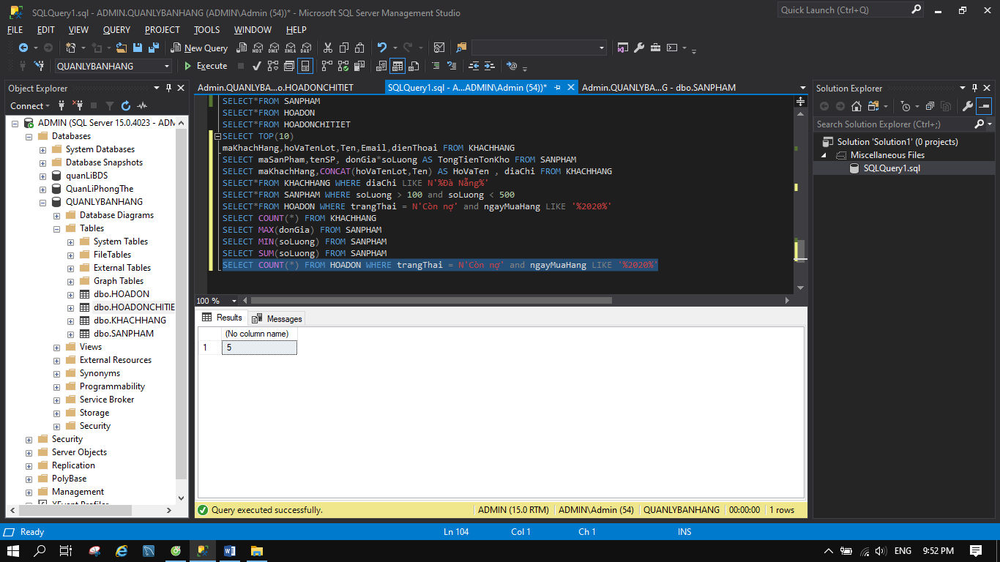 SQLQuery1.sql - ADMIN.QUANLYBANHANG (ADMIN\Admin (54))* - Microsoft SQL Server Management Studio
Quick Launch (Ctrl+Q)
FILE EDIT VIEW QUERY PROJECT TOOLS WINDOW HELP
New Query MDX DMX XMLA DAX
QUANLYBANHANG Execute
Object Explorer
Connect
ADMIN (SQL Server 15.0.4023 - ADM
Databases
System Databases
Database Snapshots
quanLiBDS
QuanLiPhongThe
QUANLYBANHANG
Database Diagrams
Tables
System Tables
FileTables
External Tables
Graph Tables
dbo.HOADON
dbo.HOADONCHITIE
dbo.KHACHHANG
dbo.SANPHAM
Views
External Resources
Synonyms
Programmability
Service Broker
Storage
Security
Security
Server Objects
Replication
PolyBase
Management
XEvent Profiler
Admin.QUANLYBA...o.HOADONCHITIET SQLQuery1.sql - A...ADMIN\Admin (54))* Admin.QUANLYBA...G - dbo.SANPHAM
SELECT*FROM SANPHAM
SELECT*FROM HOADON
SELECT*FROM HOADONCHITIET
SELECT TOP(10)
maKhachHang,hoVaTenLot,Ten,Email,dienThoai FROM KHACHHANG
SELECT maSanPham,tenSP, donGia*soLuong AS TongTienTonKho FROM SANPHAM
SELECT maKhachHang,CONCAT(hoVaTenLot,Ten) AS HoVaTen , diaChi FROM KHACHHANG
SELECT*FROM KHACHHANG WHERE diaChi LIKE N'%Đà Nẵng%'
SELECT*FROM SANPHAM WHERE soLuong > 100 and soLuong < 500
SELECT*FROM HOADON WHERE trangThai = N'Còn nợ' and ngayMuaHang LIKE '%2020%'
SELECT COUNT(*) FROM KHACHHANG
SELECT MAX(donGia) FROM SANPHAM
SELECT MIN(soLuong) FROM SANPHAM
SELECT SUM(soLuong) FROM SANPHAM
SELECT COUNT(*) FROM HOADON WHERE trangThai = N'Còn nợ' and ngayMuaHang LIKE '%2020%'
100 %
Results Messages
(No column name)
1 5
Query executed successfully. ADMIN (15.0 RTM) ADMIN\Admin (54) QUANLYBANHANG 00:00:00 1 rows
Solution Explorer
Search Solution Explorer (Ctrl+;)
Solution 'Solution1' (0 projects)
Miscellaneous Files
SQLQuery1.sql
Ready Ln 104 Col 1 Ch 1 INS
ENG 9:52 PM